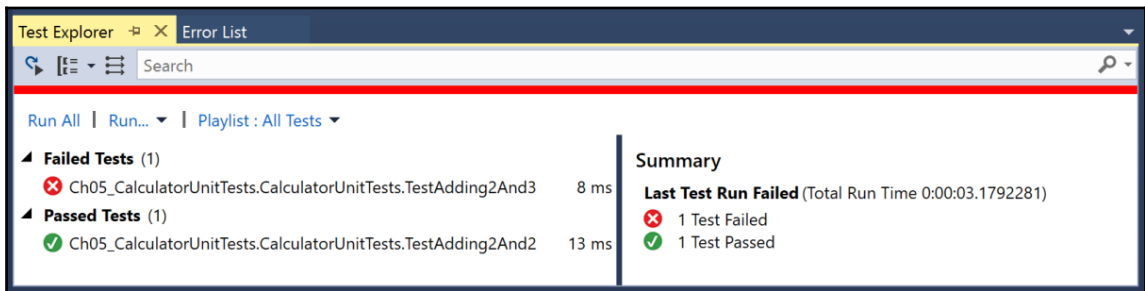 Test Explorer Error List
Search
Run All | Run... | Playlist : All Tests
Failed Tests (1)
Ch05_CalculatorUnitTests.CalculatorUnitTests.TestAdding2And3 8 ms
Passed Tests (1)
Ch05_CalculatorUnitTests.CalculatorUnitTests.TestAdding2And2 13 ms
Summary
Last Test Run Failed (Total Run Time 0:00:03.1792281)
1 Test Failed
1 Test Passed